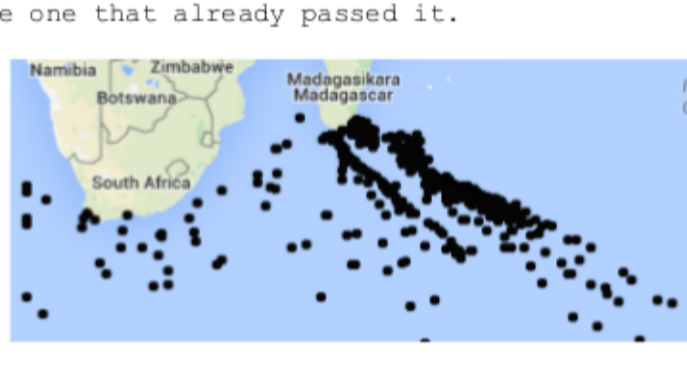 e one that already passed it.
Namibia
Zimbabwe
Botswana
Madagasikara
Madagascar
South Africa